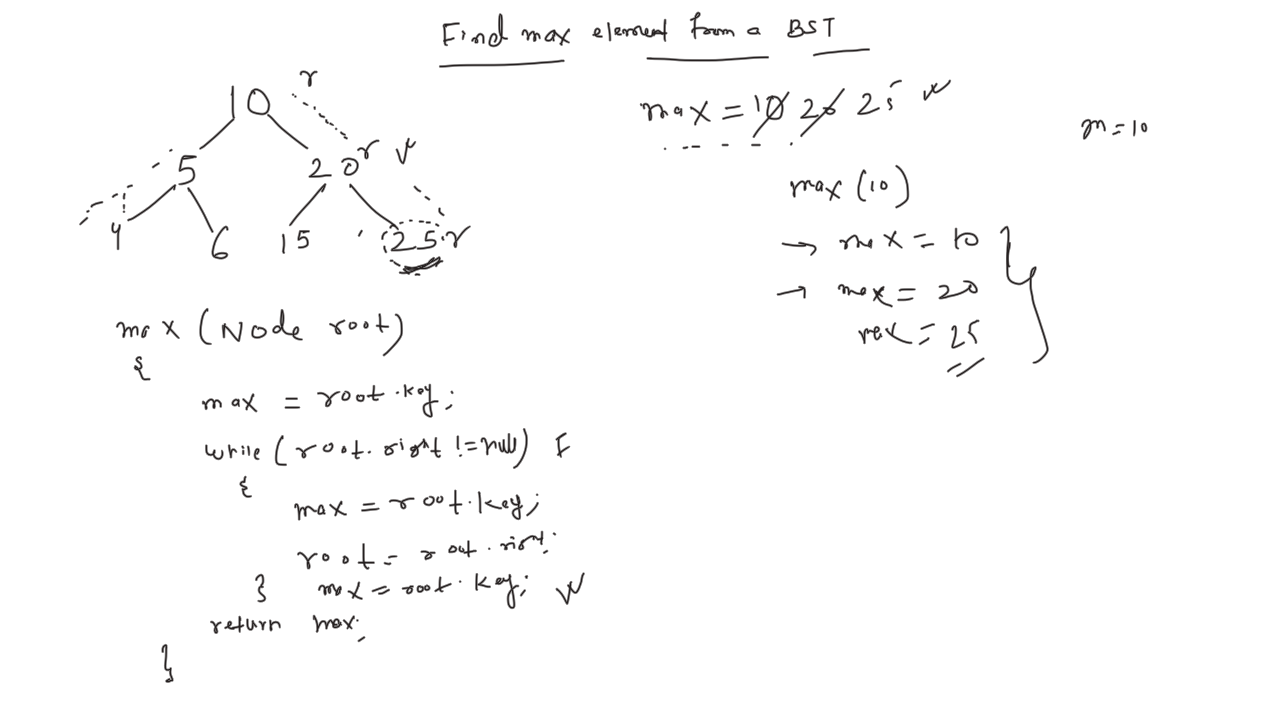 Find max element from a BST
r
10
max = 10 20 25
m = 10
5
20 r
max (10)
4
6
15
25 r
→ max = 10
→ max = 20
max = 25
max (Node root)
{
max = root.key;
while (root.right != null) F
{
max = root.key;
root = root.right;
} max = root.key;
return max;
}